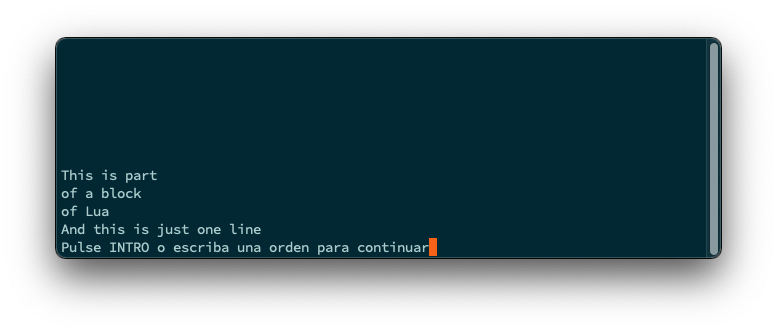 This is part
of a block
of Lua
And this is just one line
Pulse INTRO o escriba una orden para continuar